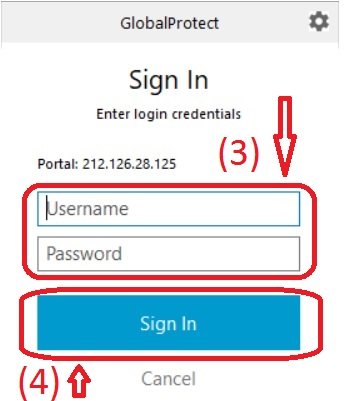 GlobalProtect
Sign In
Enter login credentials
(3)
Portal: 212.126.28.125
Username
Password
Sign In
(4)
Cancel